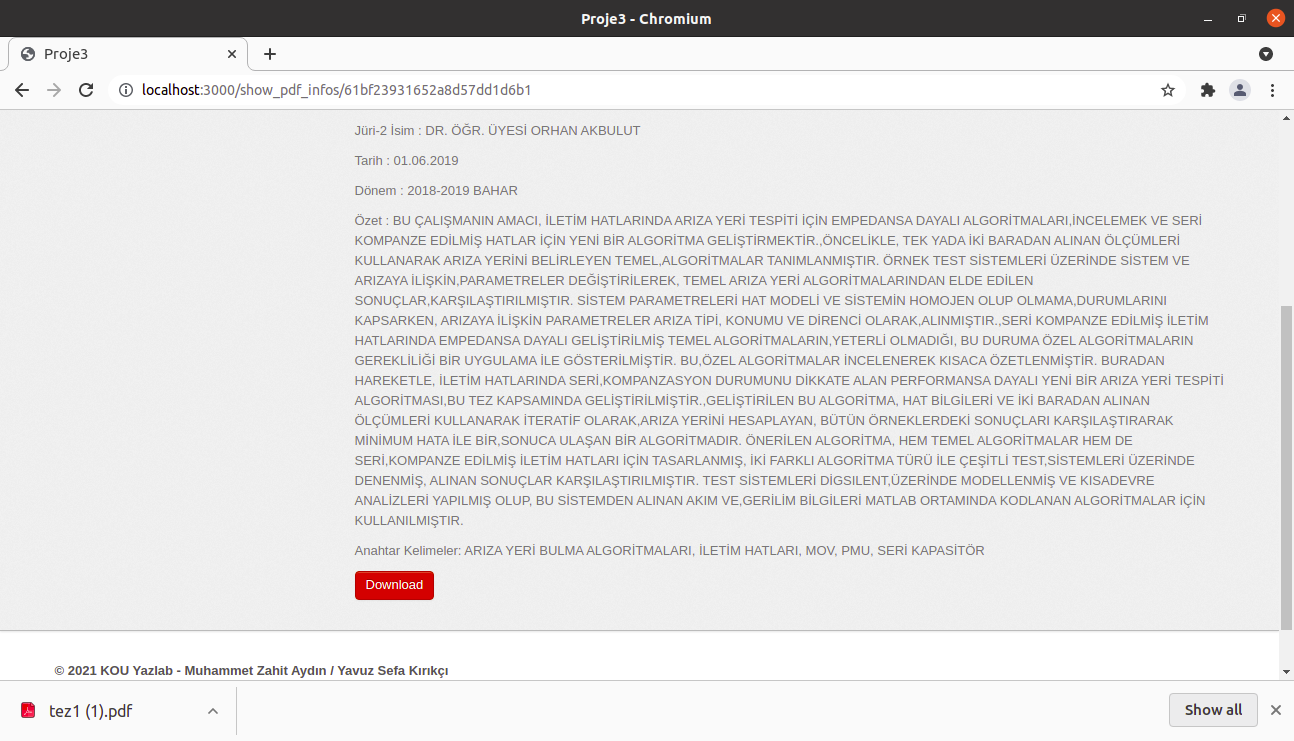 Proje3 - Chromium
Proje3
localhost:3000/show_pdf_infos/61bf23931652a8d57dd1d6b1
Jüri-2 İsim : DR. ÖĞR. ÜYESİ ORHAN AKBULUT
Tarih : 01.06.2019
Dönem : 2018-2019 BAHAR
Özet : BU ÇALIŞMANIN AMACI, İLETİM HATLARINDA ARIZA YERİ TESPİTİ İÇİN EMPEDANSA DAYALI ALGORİTMALARI,İNCELEMEK VE SERİ
KOMPANZE EDİLMİŞ HATLAR İÇİN YENİ BİR ALGORİTMA GELİŞTİRMEKTİR.,ÖNCELİKLE, TEK YADA İKİ BARADAN ALINAN ÖLÇÜMLERİ
KULLANARAK ARIZA YERİNİ BELİRLEYEN TEMEL,ALGORİTMALAR TANIMLANMIŞTIR. ÖRNEK TEST SİSTEMLERİ ÜZERİNDE SİSTEM VE
ARIZAYA İLİŞKİN,PARAMETRELER DEĞİŞTİRİLEREK, TEMEL ARIZA YERİ ALGORİTMALARINDAN ELDE EDİLEN
SONUÇLAR,KARŞILAŞTIRILMIŞTIR. SİSTEM PARAMETRELERİ HAT MODELİ VE SİSTEMİN HOMOJEN OLUP OLMAMA,DURUMLARINI
KAPSARKEN, ARIZAYA İLİŞKİN PARAMETRELER ARIZA TİPİ, KONUMU VE DİRENCİ OLARAK,ALINMIŞTIR.,SERİ KOMPANZE EDİLMİŞ İLETİM
HATLARINDA EMPEDANSA DAYALI GELİŞTİRİLMİŞ TEMEL ALGORİTMALARIN,YETERLİ OLMADIĞI, BU DURUMA ÖZEL ALGORİTMALARIN
GEREKLİLİĞİ BİR UYGULAMA İLE GÖSTERİLMİŞTİR. BU,ÖZEL ALGORİTMALAR İNCELENEREK KISACA ÖZETLENMİŞTİR. BURADAN
HAREKETLE, İLETİM HATLARINDA SERİ,KOMPANZASYON DURUMUNU DİKKATE ALAN PERFORMANSA DAYALI YENİ BİR ARIZA YERİ TESPİTİ
ALGORİTMASI,BU TEZ KAPSAMINDA GELİŞTİRİLMİŞTİR.,GELİŞTİRİLEN BU ALGORİTMA, HAT BİLGİLERİ VE İKİ BARADAN ALINAN
ÖLÇÜMLERİ KULLANARAK İTERATİF OLARAK,ARIZA YERİNİ HESAPLAYAN, BÜTÜN ÖRNEKLERDEKİ SONUÇLARI KARŞILAŞTIRARAK
MİNİMUM HATA İLE BİR,SONUCA ULAŞAN BİR ALGORİTMADIR. ÖNERİLEN ALGORİTMA, HEM TEMEL ALGORİTMALAR HEM DE
SERİ,KOMPANZE EDİLMİŞ İLETİM HATLARI İÇİN TASARLANMIŞ, İKİ FARKLI ALGORİTMA TÜRÜ İLE ÇEŞİTLİ TEST,SİSTEMLERİ ÜZERİNDE
DENENMİŞ, ALINAN SONUÇLAR KARŞILAŞTIRILMIŞTIR. TEST SİSTEMLERİ DİGSILENT,ÜZERİNDE MODELLENMİŞ VE KISADEVRE
ANALİZLERİ YAPILMIŞ OLUP, BU SİSTEMDEN ALINAN AKIM VE,GERİLİM BİLGİLERİ MATLAB ORTAMINDA KODLANAN ALGORİTMALAR İÇİN
KULLANILMIŞTIR.
Anahtar Kelimeler: ARIZA YERİ BULMA ALGORİTMALARI, İLETİM HATLARI, MOV, PMU, SERİ KAPASİTÖR
Download
© 2021 KOU Yazlab - Muhammet Zahit Aydın / Yavuz Sefa Kırıkçı
tez1 (1).pdf
Show all